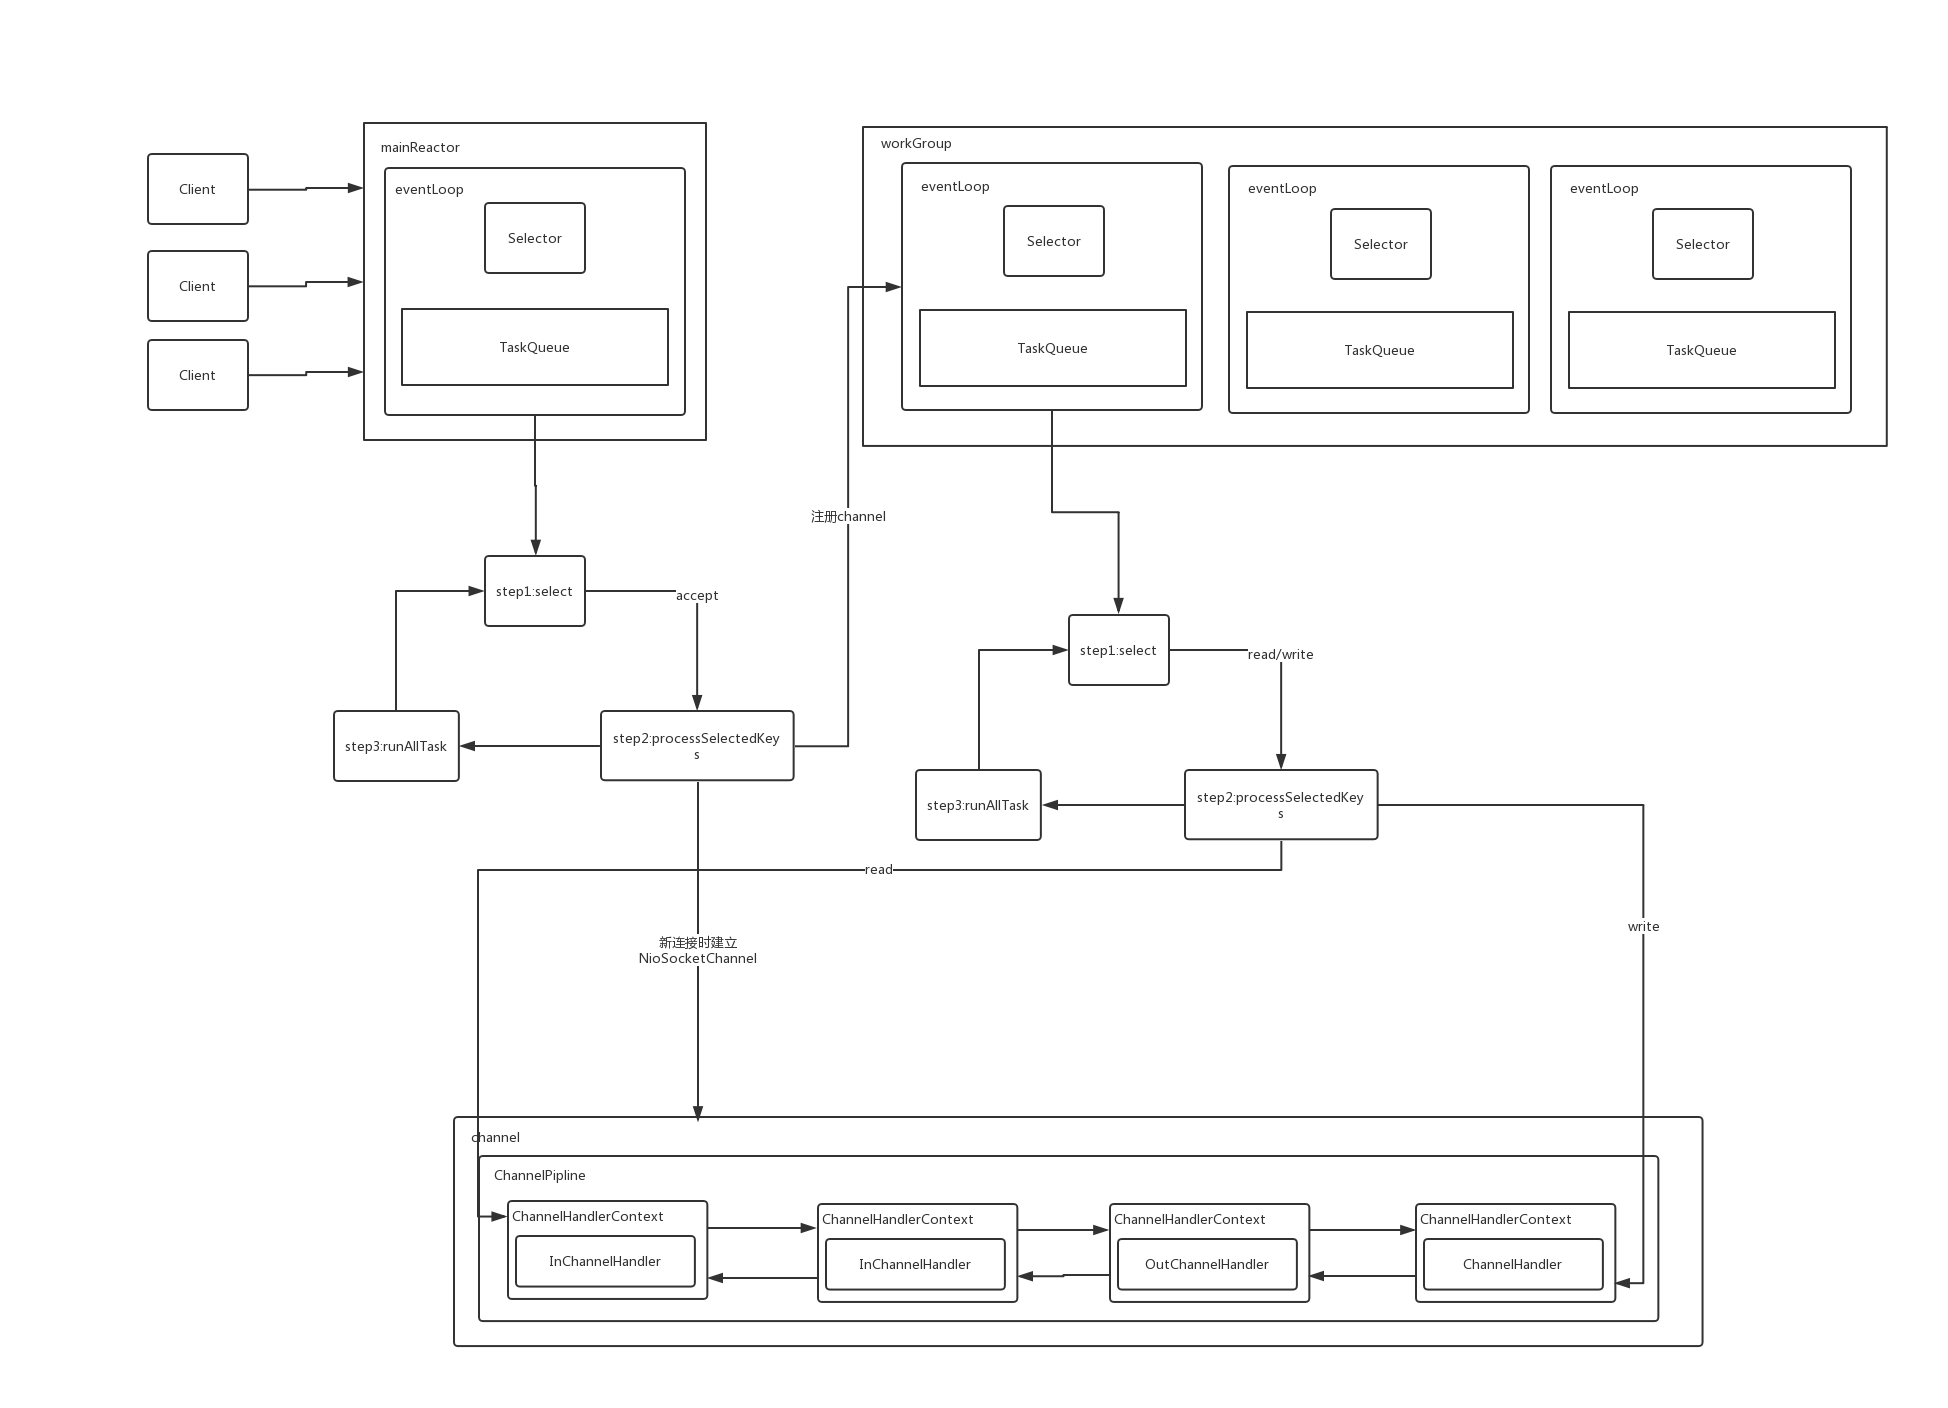 mainReactor
workGroup
Client
Client
Client
eventLoop
Selector
TaskQueue
eventLoop
Selector
TaskQueue
eventLoop
Selector
TaskQueue
eventLoop
Selector
TaskQueue
注册channel
step1:select
accept
step3:runAllTask
step2:processSelectedKey
s
step1:select
read/write
step3:runAllTask
step2:processSelectedKey
s
read
write
新连接时建立
NioSocketChannel
channel
ChannelPipline
ChannelHandlerContext
InChannelHandler
ChannelHandlerContext
InChannelHandler
ChannelHandlerContext
OutChannelHandler
ChannelHandlerContext
ChannelHandler